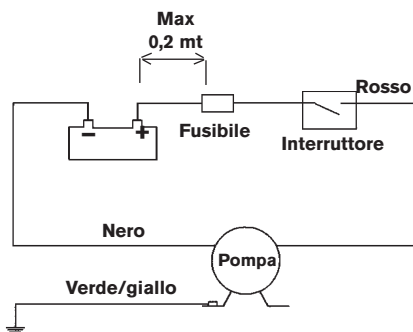 Max
0,2 mt
Rosso
Fusibile
Interruttore
Nero
Pompa
Verde/giallo